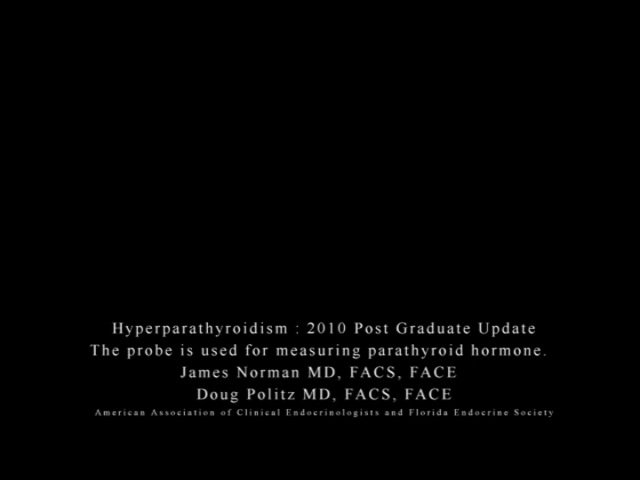 Hyperparathyroidism : 2010 Post Graduate Update
The probe is used for measuring parathyroid hormone.
James Norman MD, FACS, FACE
Doug Politz MD, FACS, FACE
American Association of Clinical Endocrinologists and Florida Endocrine Society